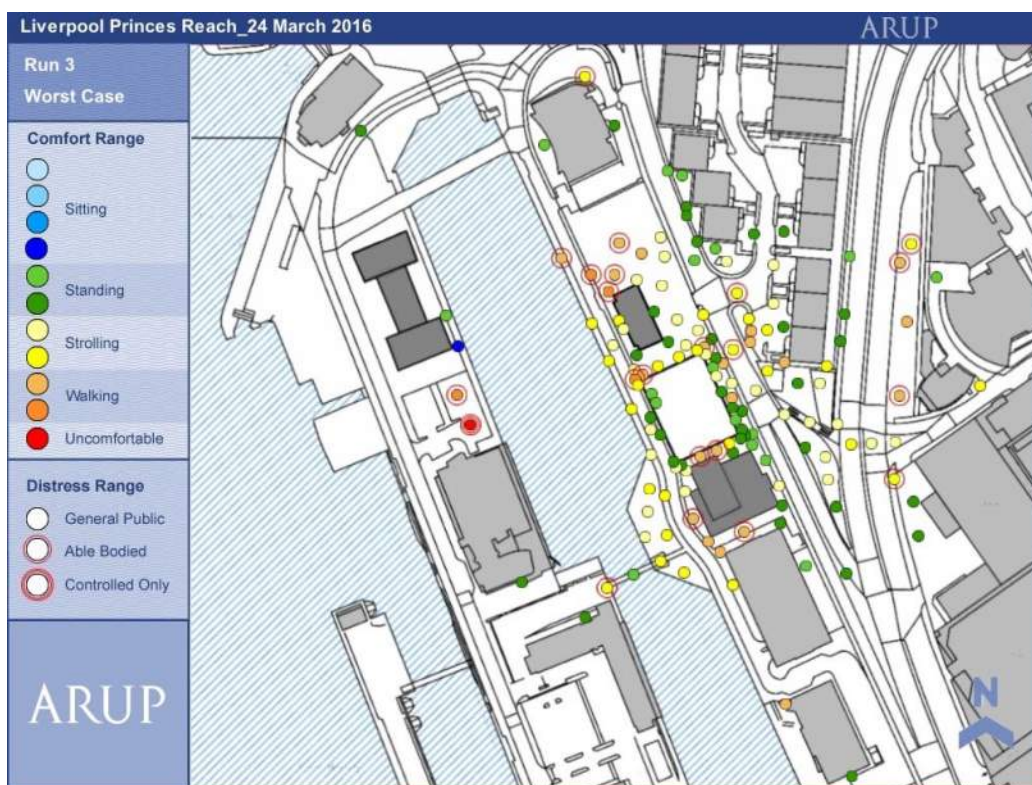 Liverpool Princes Reach_24 March 2016
ARUP
Run 3
Worst Case
Comfort Range
Sitting
Standing
Strolling
Walking
Uncomfortable
Distress Range
General Public
Able Bodied
Controlled Only
ARUP
N